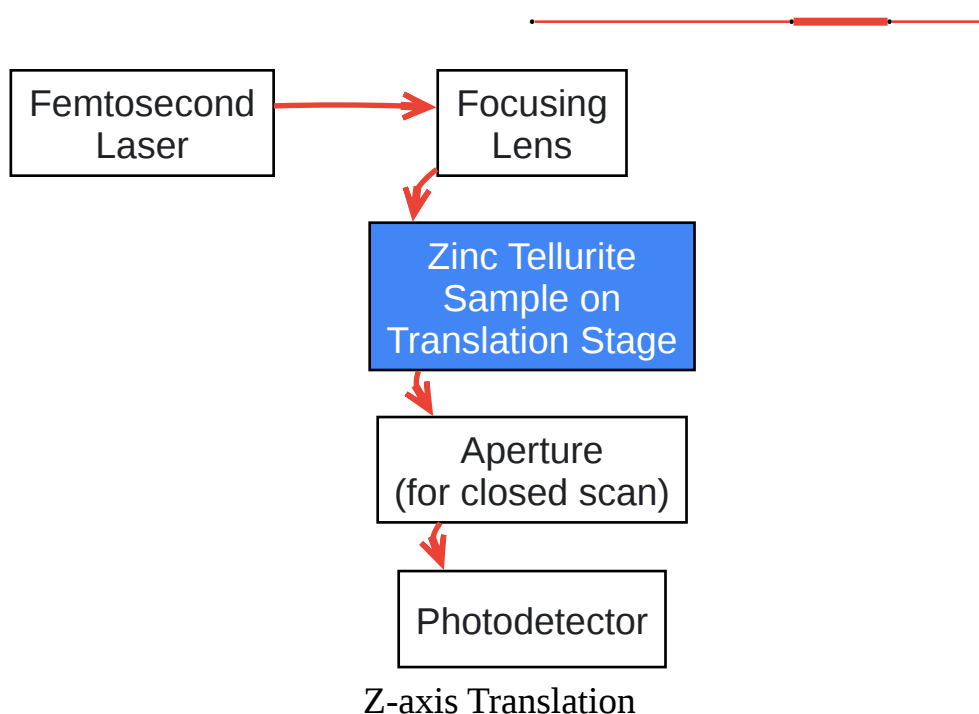 Femtosecond
Laser
Focusing
Lens
Zinc Tellurite
Sample on
Translation Stage
Aperture
(for closed scan)
Photodetector
Z-axis Translation